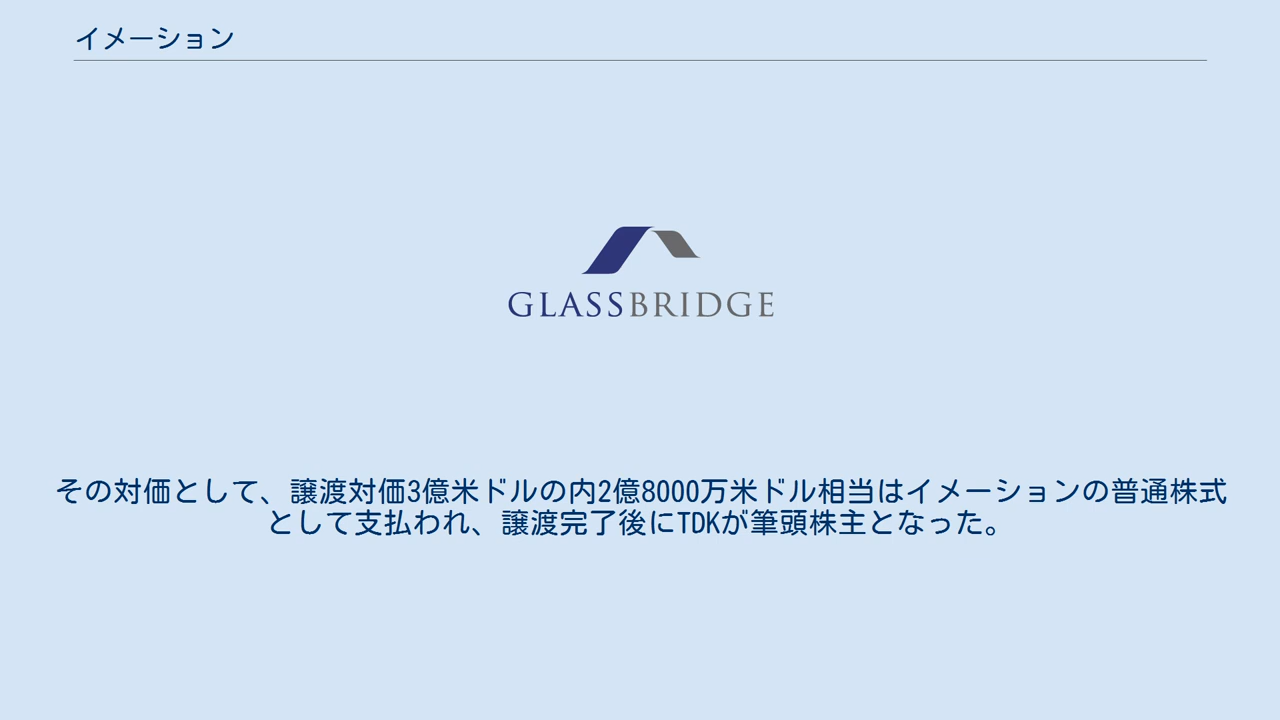 イメーション
GLASSBRIDGE
その対価として、譲渡対価3億米ドルの内2億8000万米ドル相当はイメーションの普通株式
として支払われ、譲渡完了後にTDKが筆頭株主となった。